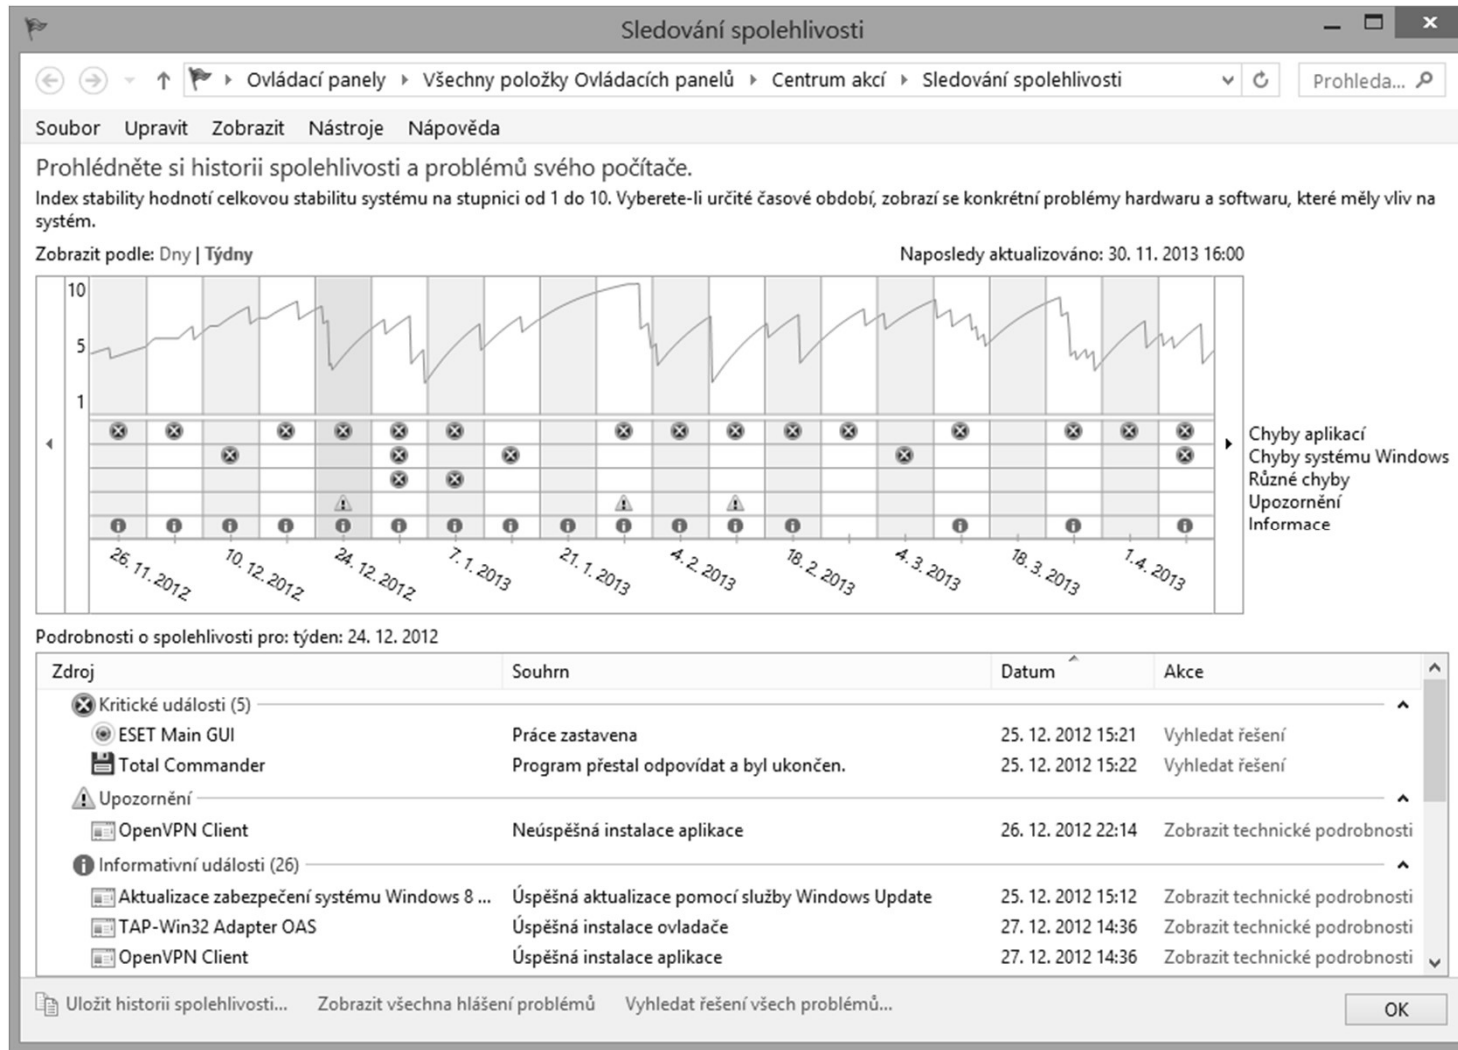 Sledování spolehlivosti
Ovládací panely ▸ Všechny položky Ovládacích panelů ▸ Centrum akcí ▸ Sledování spolehlivosti
Prohleda...
Soubor Upravit Zobrazit Nástroje Nápověda
Prohlédněte si historii spolehlivosti a problémů svého počítače.
Index stability hodnotí celkovou stabilitu systému na stupnici od 1 do 10. Vyberete-li určité časové období, zobrazí se konkrétní problémy hardwaru a softwaru, které měly vliv na
systém.
Zobrazit podle: Dny | Týdny
Naposledy aktualizováno: 30. 11. 2013 16:00
10
5
1
Chyby aplikací
Chyby systému Windows
Různé chyby
Upozornění
Informace
26. 11. 2012
10. 12. 2012
24. 12. 2012
7. 1. 2013
21. 1. 2013
4. 2. 2013
18. 2. 2013
4. 3. 2013
18. 3. 2013
1.4. 2013
Podrobnosti o spolehlivosti pro: týden: 24. 12. 2012
Zdroj Souhrn Datum Akce
Kritické události (5)
ESET Main GUI Práce zastavena 25. 12. 2012 15:21 Vyhledat řešení
Total Commander Program přestal odpovídat a byl ukončen. 25. 12. 2012 15:22 Vyhledat řešení
Upozornění
OpenVPN Client Neúspěšná instalace aplikace 26. 12. 2012 22:14 Zobrazit technické podrobnosti
Informativní události (26)
Aktualizace zabezpečení systému Windows 8 ... Úspěšná aktualizace pomocí služby Windows Update 25. 12. 2012 15:12 Zobrazit technické podrobnosti
TAP-Win32 Adapter OAS Úspěšná instalace ovladače 27. 12. 2012 14:36 Zobrazit technické podrobnosti
OpenVPN Client Úspěšná instalace aplikace 27. 12. 2012 14:36 Zobrazit technické podrobnosti
Uložit historii spolehlivosti... Zobrazit všechna hlášení problémů Vyhledat řešení všech problémů...
OK